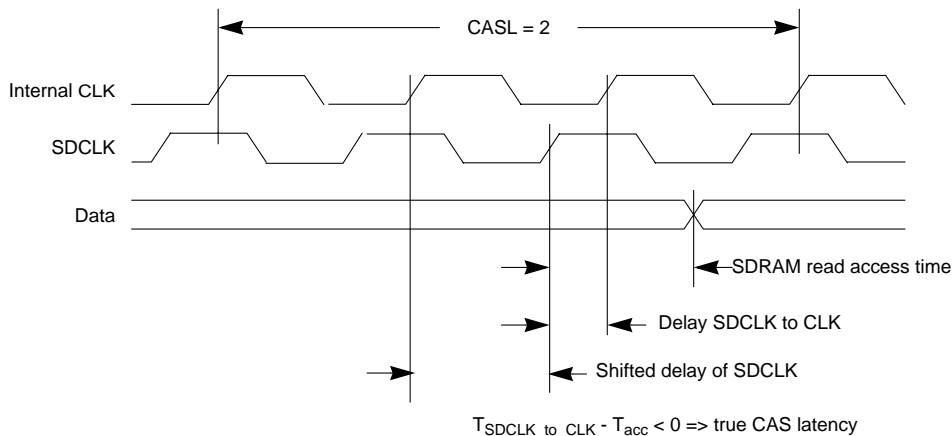 CASL = 2
Internal CLK
SDCLK
Data
SDRAM read access time
Delay SDCLK to CLK
Shifted delay of SDCLK
TSDCLK to CLK - Tacc < 0 => true CAS latency